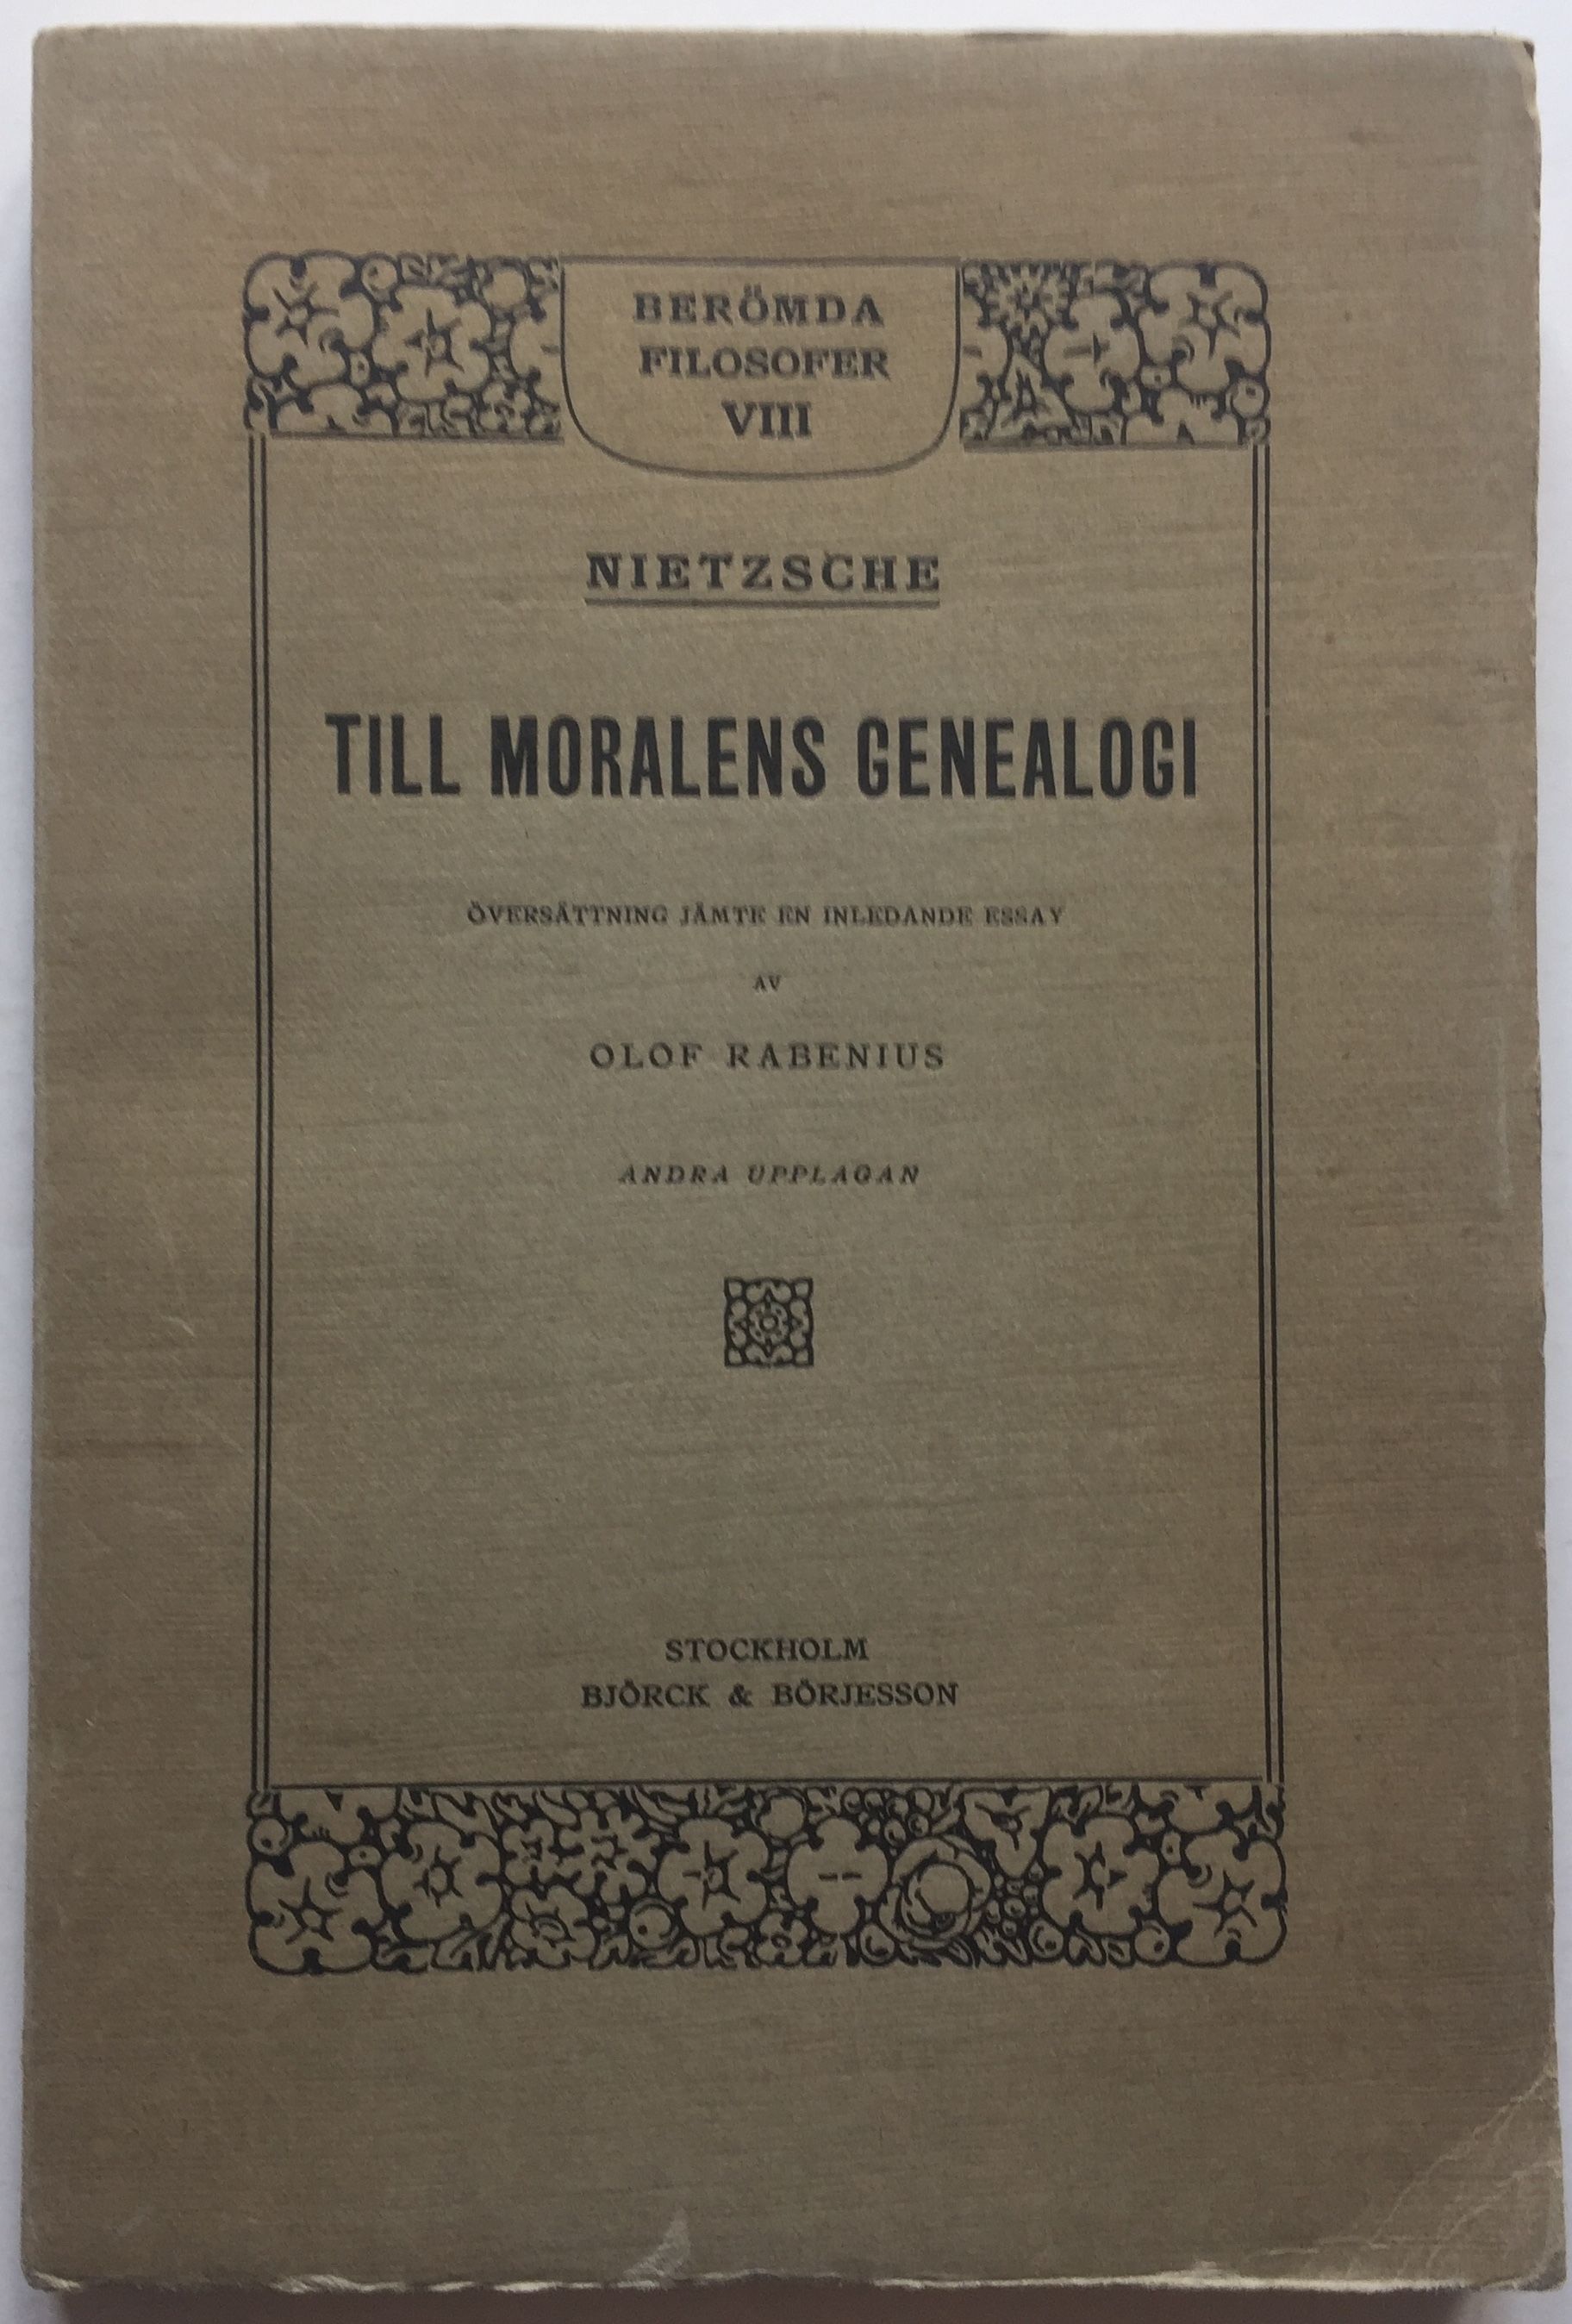 BERÖMDA
FILOSOFER
VIII
NIETZSCHE
TILL MORALENS GENEALOGI
ÖVERSÄTTNING JÄMTE EN INLEDANDE ESSAY
AV
OLOF RABENIUS
ANDRA UPPLAGAN
STOCKHOLM
BJÖRCK & BÖRJESSON